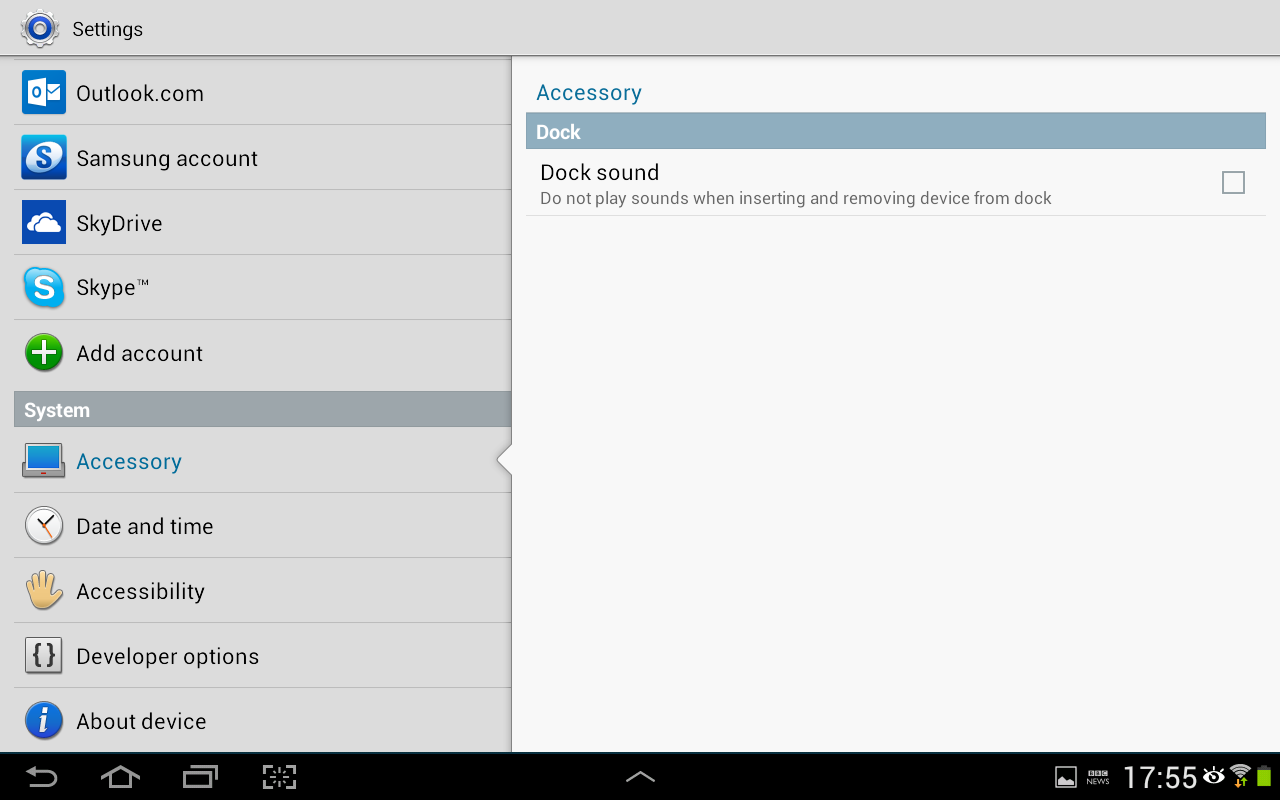 Settings
Outlook.com
Samsung account
SkyDrive
Skype™
Add account
System
Accessory
Date and time
Accessibility
Developer options
About device
Accessory
Dock
Dock sound
Do not play sounds when inserting and removing device from dock
BBC
NEWS
17:55